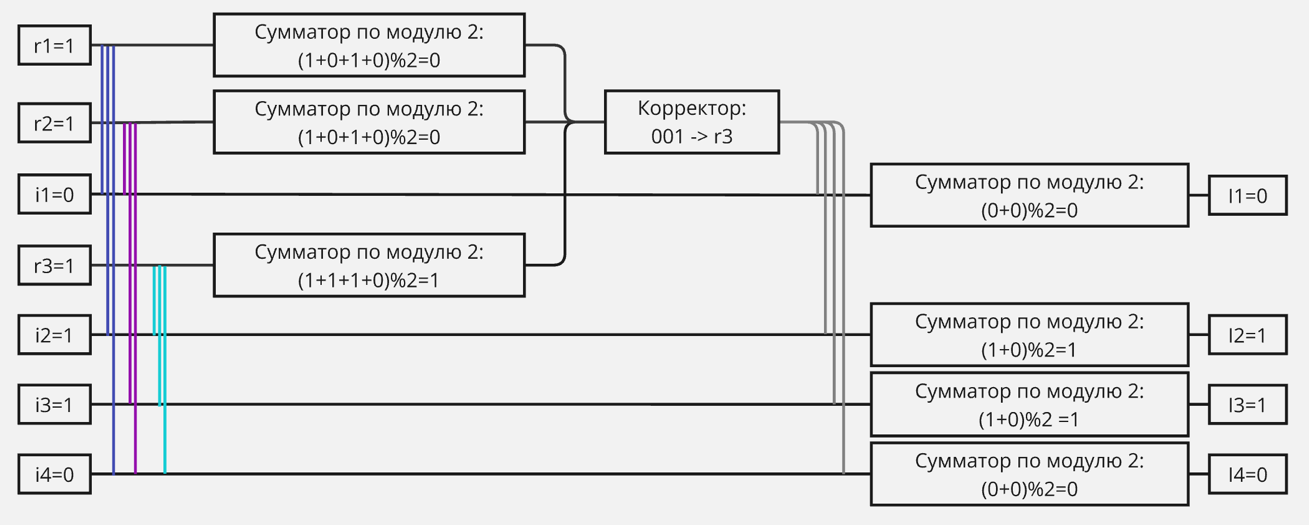 r1=1
Сумматор по модулю 2:
(1+0+1+0)%2=0
r2=1
Сумматор по модулю 2:
(1+0+1+0)%2=0
Корректор:
001 -> r3
i1=0
Сумматор по модулю 2:
(0+0)%2=0
I1=0
r3=1
Сумматор по модулю 2:
(1+1+1+0)%2=1
i2=1
Сумматор по модулю 2:
(1+0)%2=1
I2=1
i3=1
Сумматор по модулю 2:
(1+0)%2 =1
I3=1
i4=0
Сумматор по модулю 2:
(0+0)%2=0
I4=0